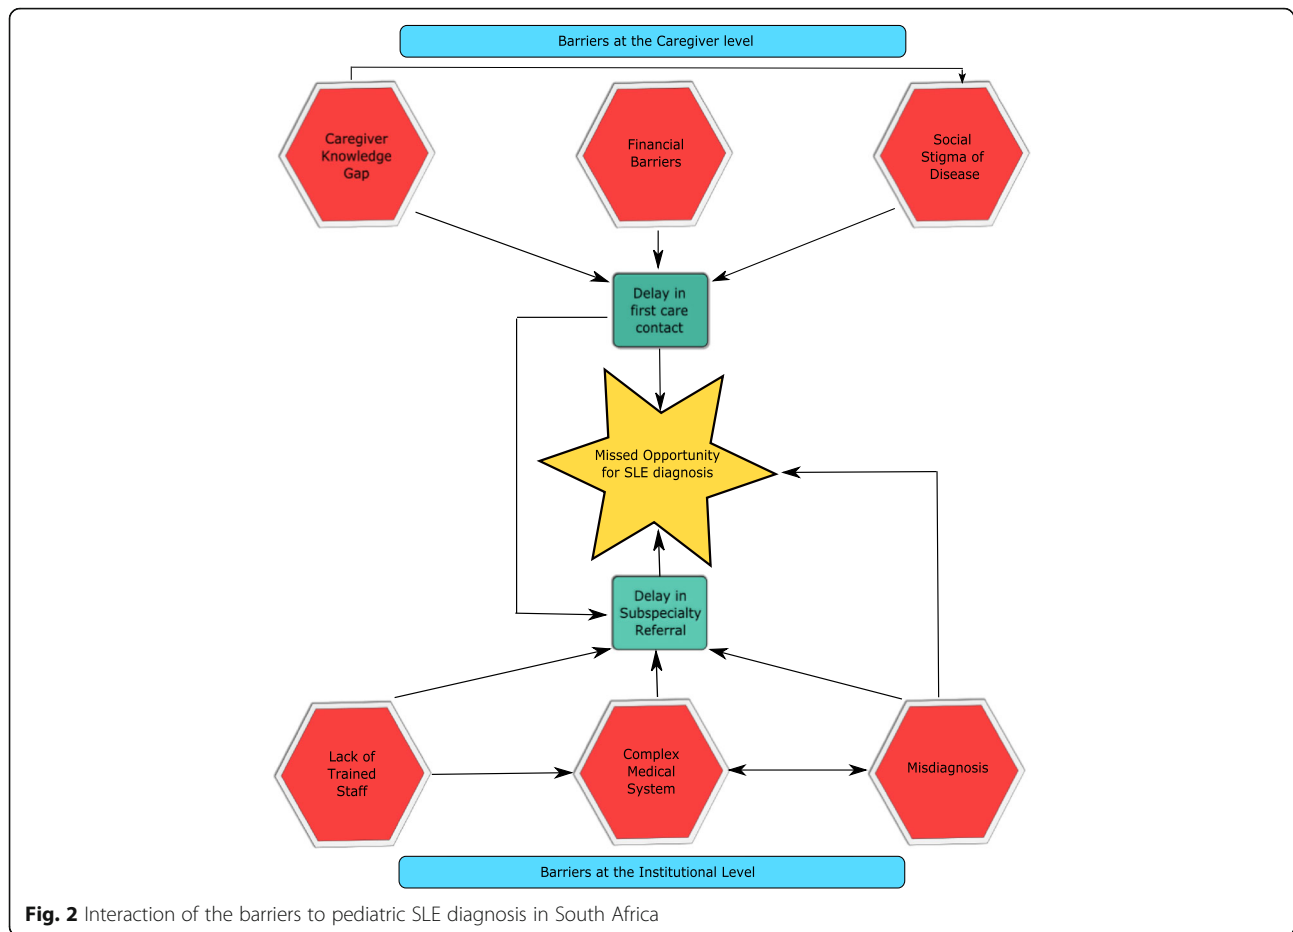 Barriers at the Caregiver level
Caregiver
Knowledge
Gap
Financial
Barriers
Social
Stigma of
Disease
Delay in
first care
contact
Missed Opportunity
for SLE diagnosis
Delay in
Subspecialty
Referral
Lack of
Trained
Staff
Complex
Medical
System
Misdiagnosis
Barriers at the Institutional Level
Fig. 2 Interaction of the barriers to pediatric SLE diagnosis in South Africa